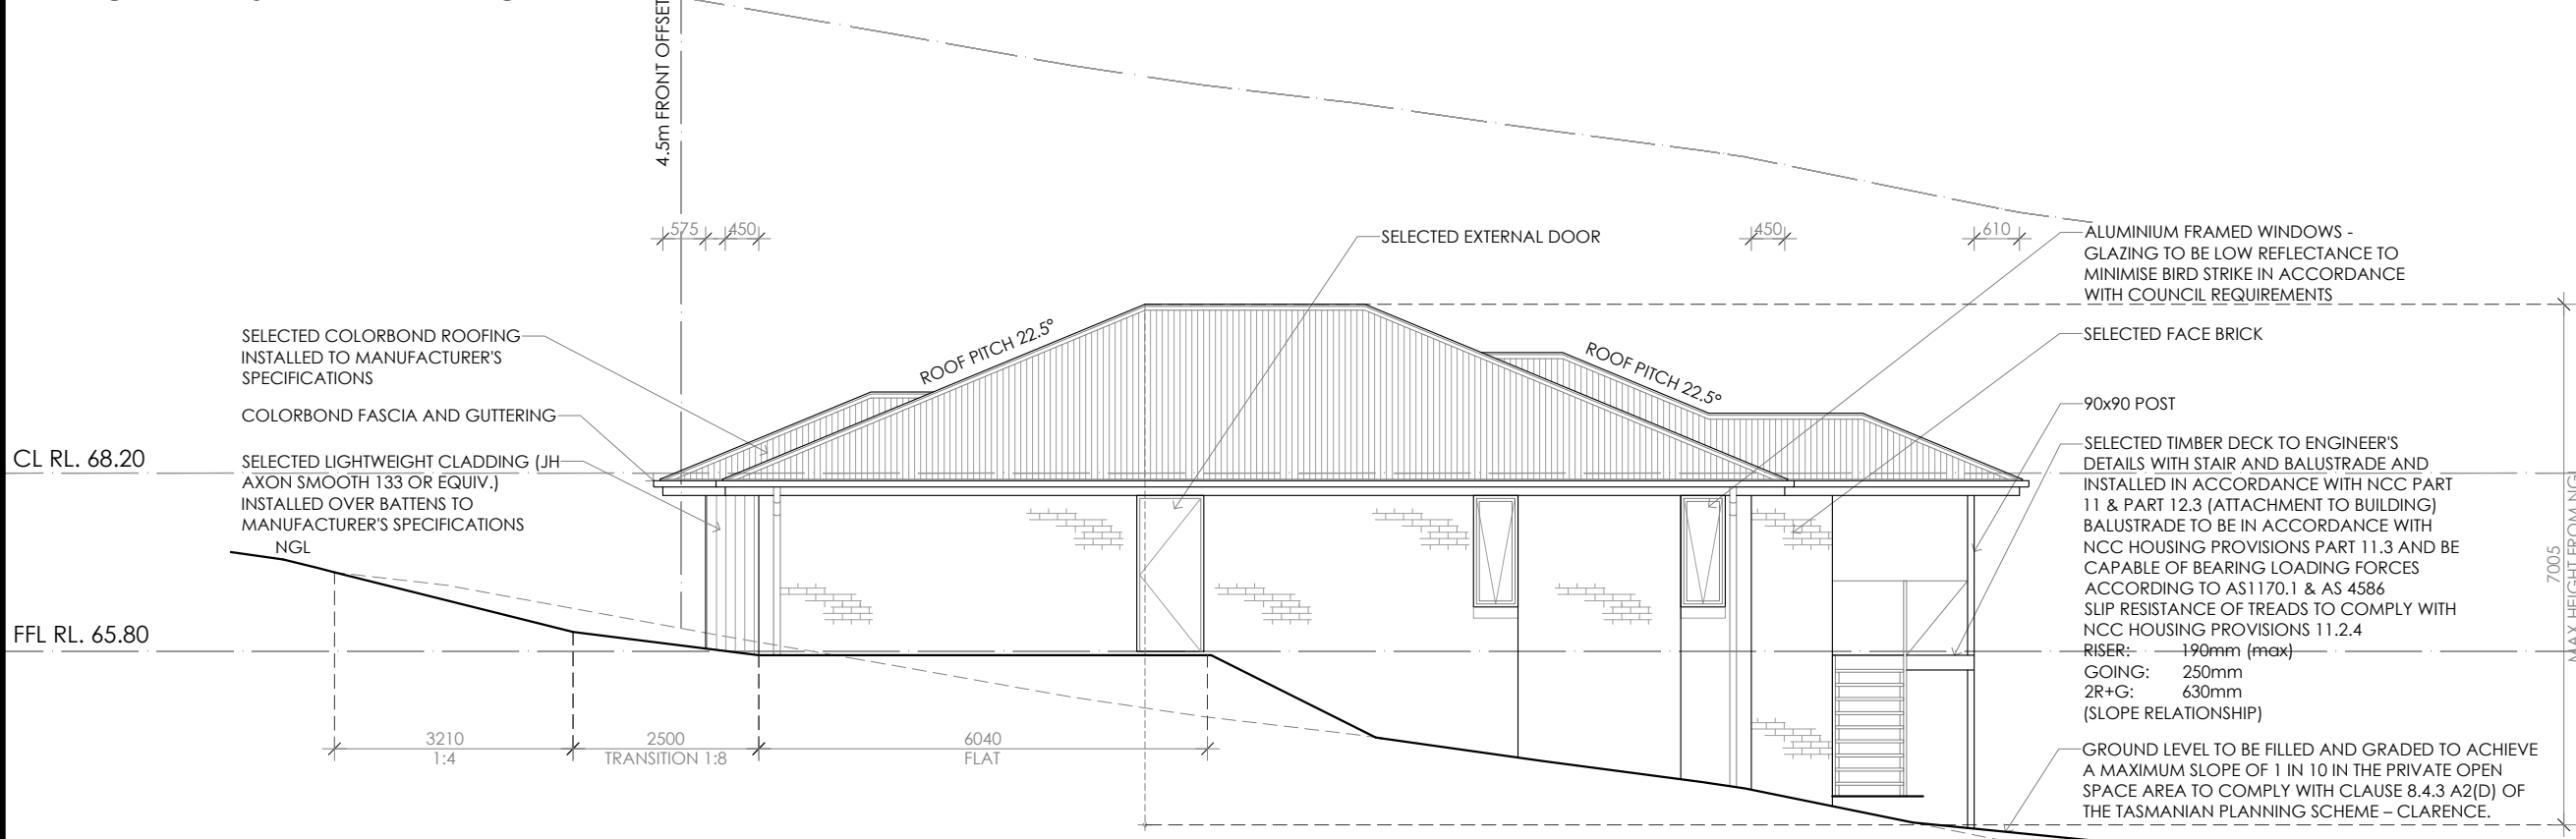 4.5m FRONT OFFSET
575
450
SELECTED EXTERNAL DOOR
450
610
ALUMINIUM FRAMED WINDOWS -
GLAZING TO BE LOW REFLECTANCE TO
MINIMISE BIRD STRIKE IN ACCORDANCE
WITH COUNCIL REQUIREMENTS
SELECTED COLORBOND ROOFING
INSTALLED TO MANUFACTURER'S
SPECIFICATIONS
ROOF PITCH 22.5°
ROOF PITCH 22.5°
SELECTED FACE BRICK
COLORBOND FASCIA AND GUTTERING
90x90 POST
CL RL. 68.20
SELECTED LIGHTWEIGHT CLADDING (JH
AXON SMOOTH 133 OR EQUIV.)
INSTALLED OVER BATTENS TO
MANUFACTURER'S SPECIFICATIONS
NGL
SELECTED TIMBER DECK TO ENGINEER'S
DETAILS WITH STAIR AND BALUSTRADE AND
INSTALLED IN ACCORDANCE WITH NCC PART
11 & PART 12.3 (ATTACHMENT TO BUILDING)
BALUSTRADE TO BE IN ACCORDANCE WITH
NCC HOUSING PROVISIONS PART 11.3 AND BE
CAPABLE OF BEARING LOADING FORCES
ACCORDING TO AS1170.1 & AS 4586
SLIP RESISTANCE OF TREADS TO COMPLY WITH
NCC HOUSING PROVISIONS 11.2.4
RISER: 190mm (max)
GOING: 250mm
2R+G: 630mm
(SLOPE RELATIONSHIP)
7005
MAX HEIGHT FROM NGL
FFL RL. 65.80
3210
1:4
2500
TRANSITION 1:8
6040
FLAT
GROUND LEVEL TO BE FILLED AND GRADED TO ACHIEVE
A MAXIMUM SLOPE OF 1 IN 10 IN THE PRIVATE OPEN
SPACE AREA TO COMPLY WITH CLAUSE 8.4.3 A2(D) OF
THE TASMANIAN PLANNING SCHEME – CLARENCE.